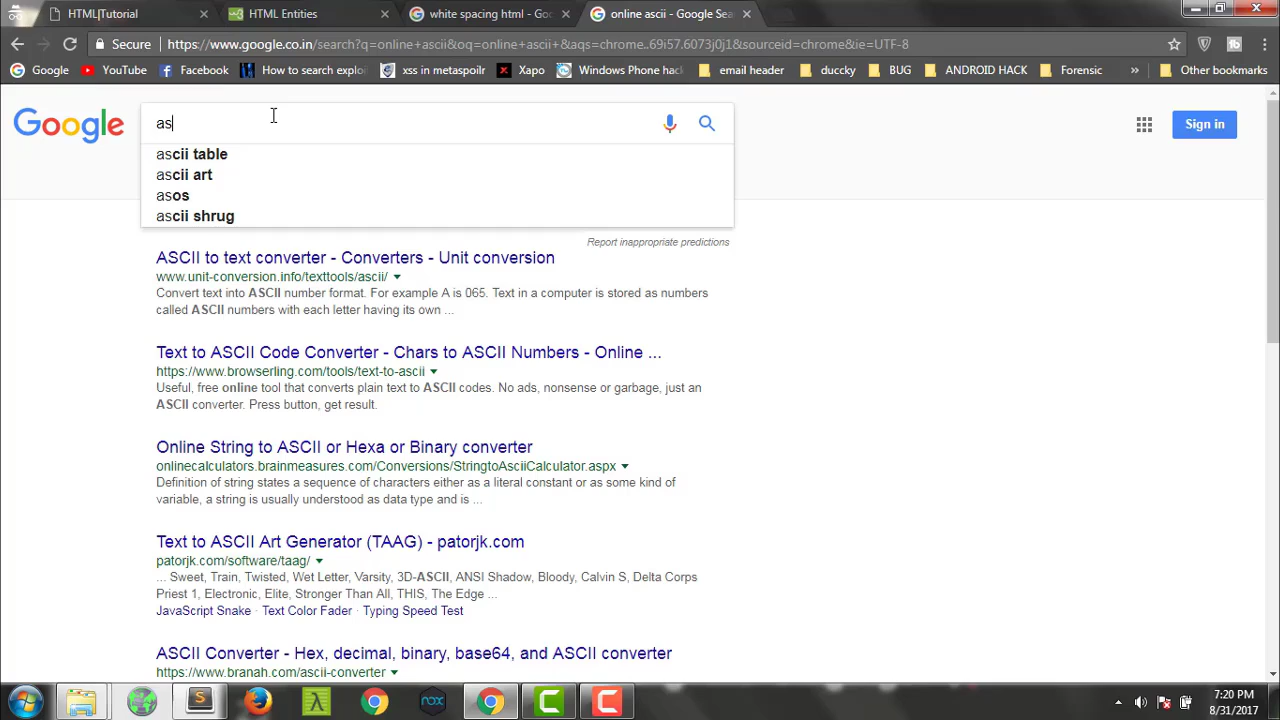 HTML|Tutorial
HTML Entities
white spacing html - Goo
online ascii - Google Sea
Secure
https://www.google.co.in/search?q=online+ascii&oq=online+ascii+&aqs=chrome..69i57.6073j0j1&sourceid=chrome&ie=UTF-8
Google YouTube Facebook How to search exploi xss in metaspoilr Xapo Windows Phone hack email header duccky BUG ANDROID HACK Forensic » Other bookmarks
Google
as
Sign in
ascii table
ascii art
asos
ascii shrug
Report inappropriate predictions
ASCII to text converter - Converters - Unit conversion
www.unit-conversion.info/texttools/ascii/
Convert text into ASCII number format. For example A is 065. Text in a computer is stored as numbers
called ASCII numbers with each letter having its own ...
Text to ASCII Code Converter - Chars to ASCII Numbers - Online ...
https://www.browserling.com/tools/text-to-ascii
Useful, free online tool that converts plain text to ASCII codes. No ads, nonsense or garbage, just an
ASCII converter. Press button, get result.
Online String to ASCII or Hexa or Binary converter
onlinecalculators.brainmeasures.com/Conversions/StringtoAsciiCalculator.aspx
Definition of string states a sequence of characters either as a literal constant or as some kind of
variable, a string is usually understood as data type and is ...
Text to ASCII Art Generator (TAAG) - patorjk.com
patorjk.com/software/taag/
... Sweet, Train, Twisted, Wet Letter, Varsity, 3D-ASCII, ANSI Shadow, Bloody, Calvin S, Delta Corps
Priest 1, Electronic, Elite, Stronger Than All, THIS, The Edge ...
JavaScript Snake · Text Color Fader · Typing Speed Test
ASCII Converter - Hex, decimal, binary, base64, and ASCII converter
https://www.branah.com/ascii-converter
nox
7:20 PM
8/31/2017